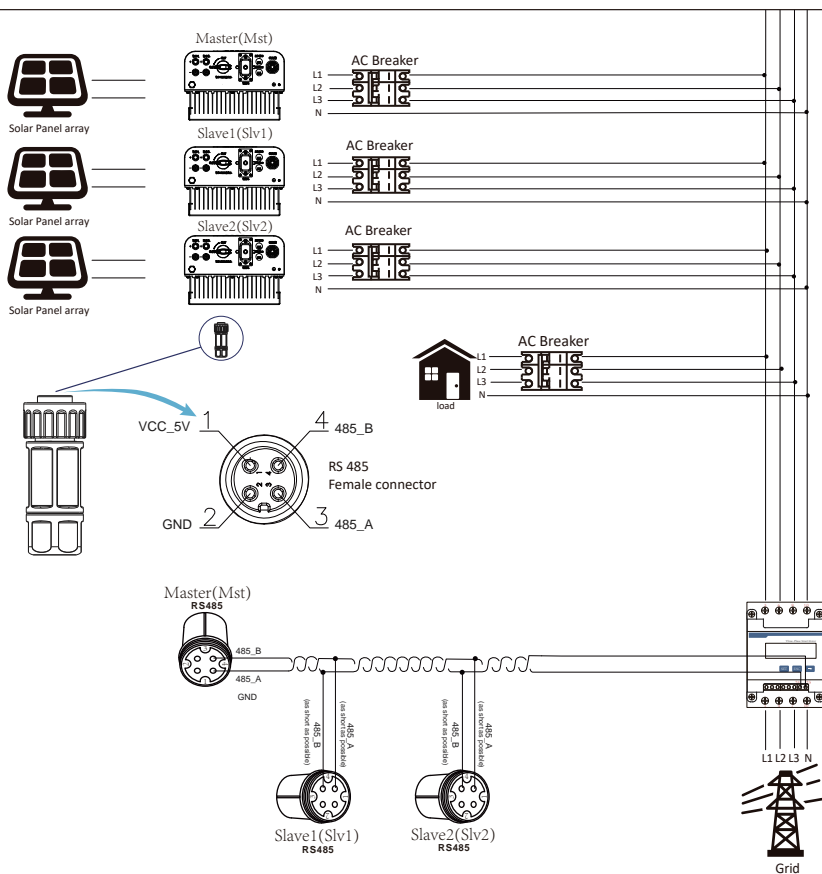 Master(Mst)
AC Breaker
L1
L2
L3
N
Solar Panel array
Slave1(Slv1)
AC Breaker
L1
L2
L3
N
Solar Panel array
Slave2(Slv2)
AC Breaker
L1
L2
L3
N
Solar Panel array
AC Breaker
L1
L2
L3
N
load
VCC_5V 1
4 485_B
RS 485
Female connector
1 4
2 3
GND 2
3 485_A
Master(Mst)
RS485
485_B
485_A
GND
485_B
(as short as possible)
485_A
(as short as possible)
485_B
(as short as possible)
485_A
(as short as possible)
Slave1(Slv1)
RS485
Slave2(Slv2)
RS485
L1 L2 L3 N
Grid